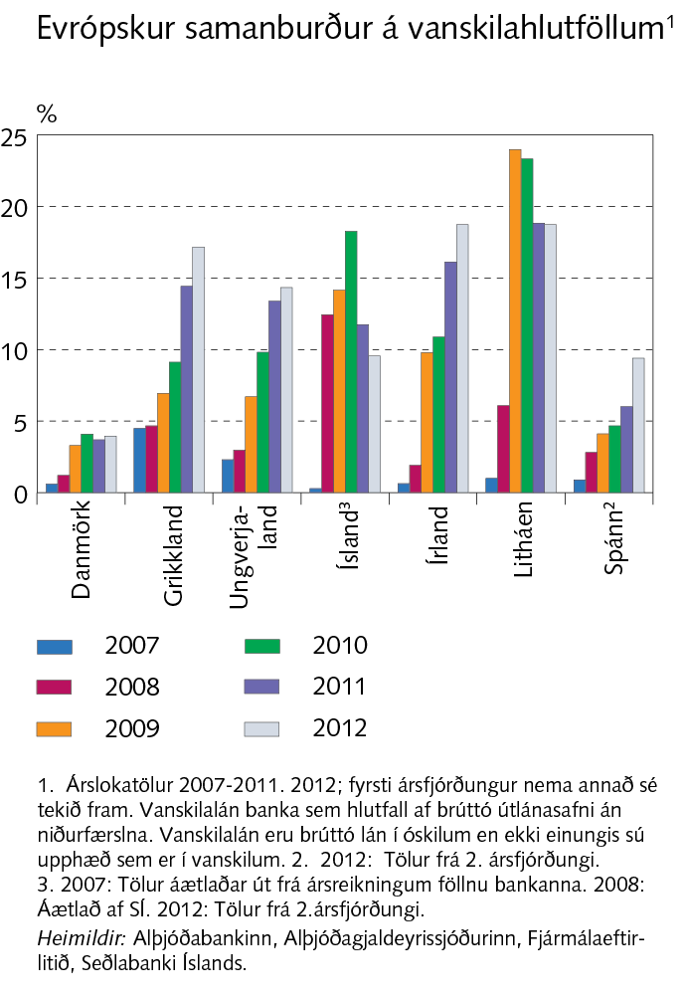 Evrópskur samanburður á vanskilahlutföllum¹
%
25
20
15
10
5
0
Danmörk
Grikkland
Ungverja-
land
Ísland³
Írland
Litháen
Spánn²
2007
2008
2009
2010
2011
2012
1. Árslokatölur 2007-2011. 2012; fyrsti ársfjórðungur nema annað sé
tekið fram. Vanskilalán banka sem hlutfall af brúttó útlánasafni án
niðurfærslna. Vanskilalán eru brúttó lán í óskilum en ekki einungis sú
upphæð sem er í vanskilum. 2. 2012: Tölur frá 2. ársfjórðungi.
3. 2007: Tölur áætlaðar út frá ársreikningum föllnu bankanna. 2008:
Áætlað af SÍ. 2012: Tölur frá 2.ársfjórðungi.
Heimildir: Alþjóðabankinn, Alþjóðagjaldeyrissjóðurinn, Fjármálaeftir-
litið, Seðlabanki Íslands.